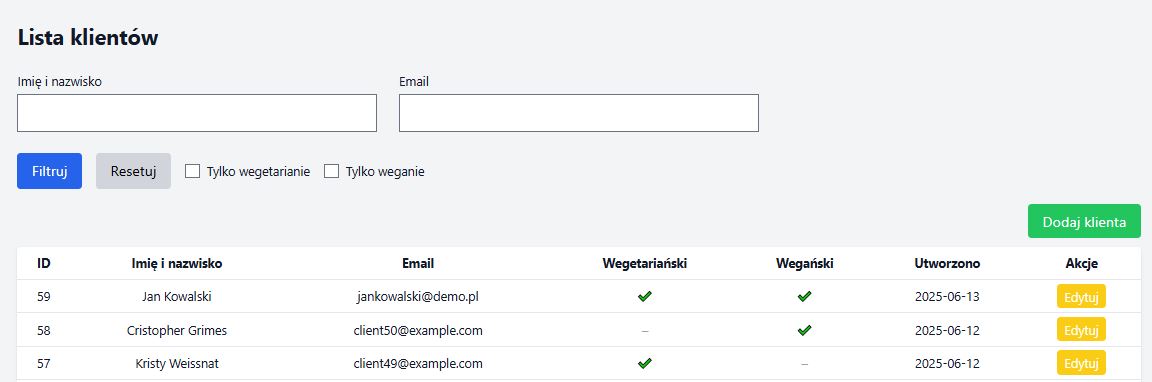 Lista klientów
Imię i nazwisko Email
Filtruj Resetuj Tylko wegetarianie Tylko weganie
Dodaj klienta
ID Imię i nazwisko Email Wegetariański Wegański Utworzono Akcje
59 Jan Kowalski jankowalski@demo.pl ✔ ✔ 2025-06-13 Edytuj
58 Cristopher Grimes client50@example.com – ✔ 2025-06-12 Edytuj
57 Kristy Weissnat client49@example.com ✔ – 2025-06-12 Edytuj